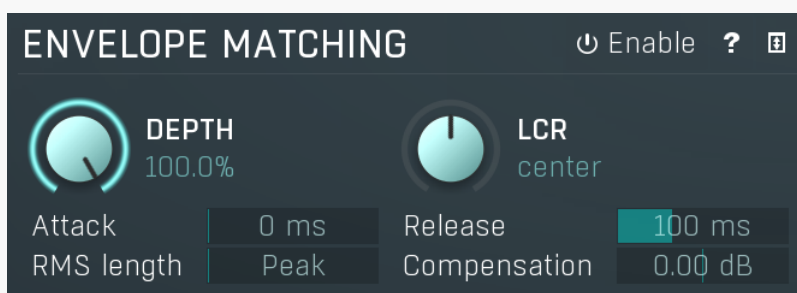 ENVELOPE MATCHING Enable ?
DEPTH LCR
100.0% center
Attack 0 ms Release 100 ms
RMS length Peak Compensation 0.00 dB